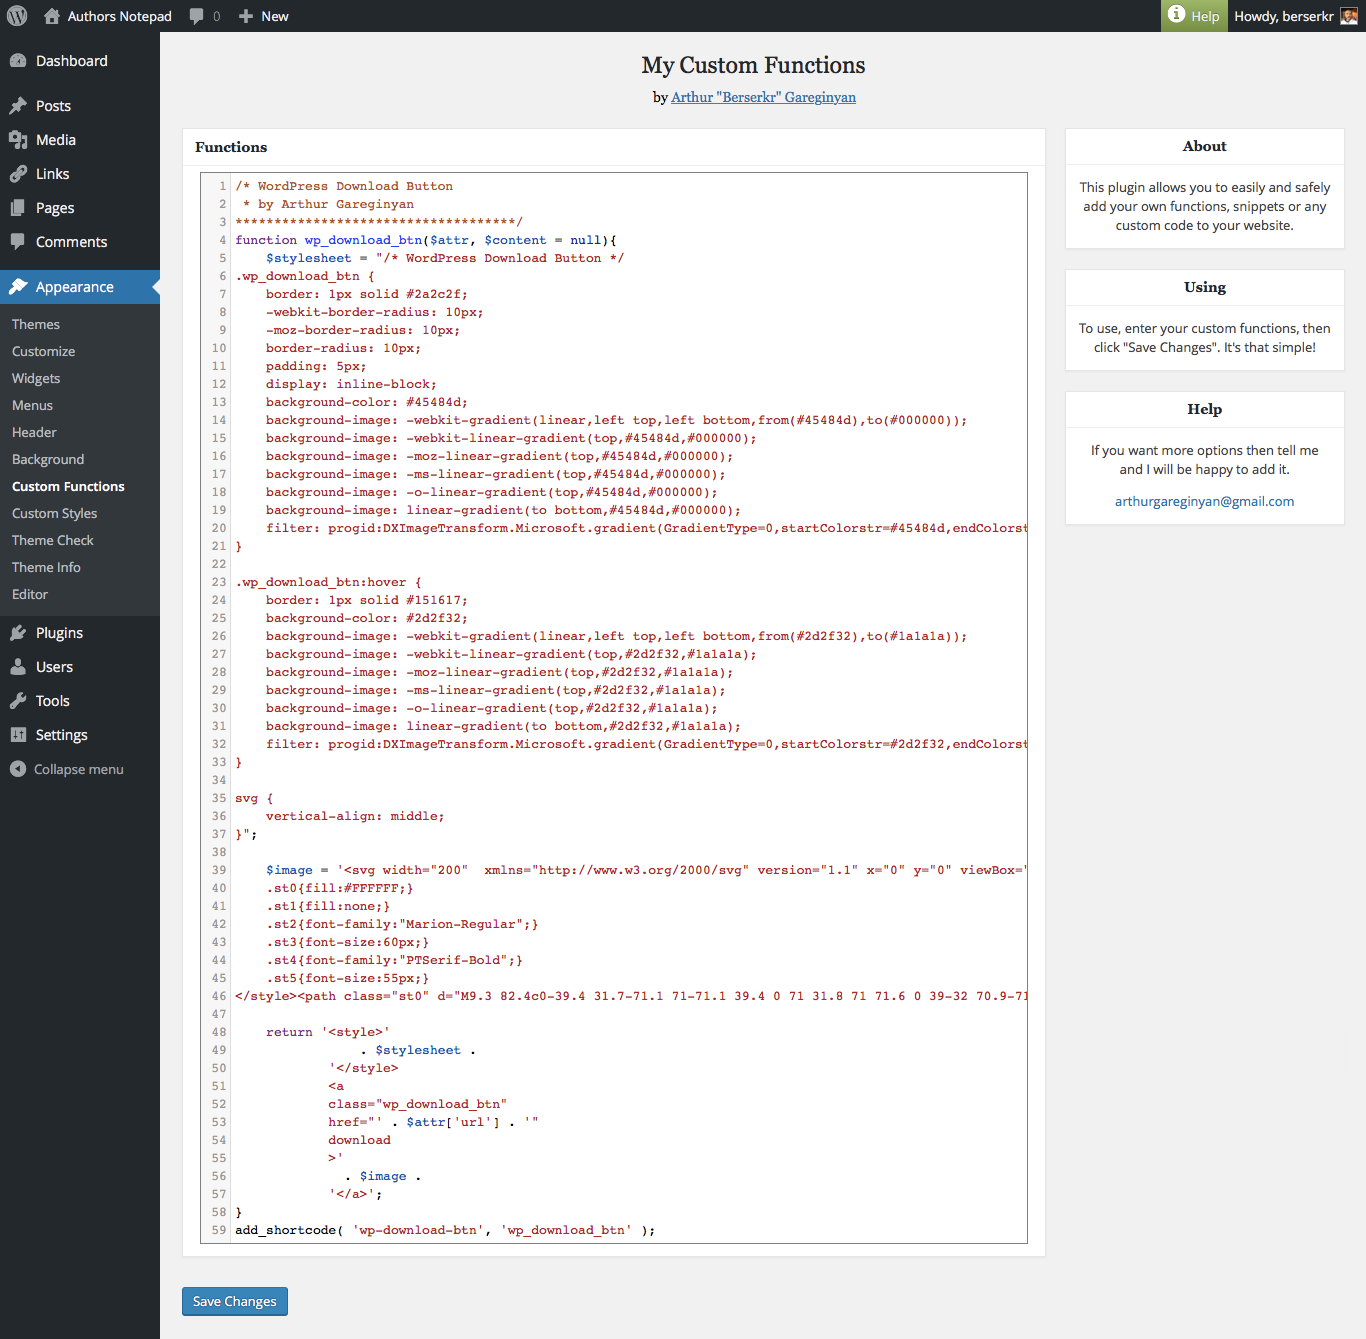 Authors Notepad 0 New Help Howdy, berserkr
Dashboard
Posts
Media
Links
Pages
Comments
Appearance
Themes
Customize
Widgets
Menus
Header
Background
Custom Functions
Custom Styles
Theme Check
Theme Info
Editor
Plugins
Users
Tools
Settings
Collapse menu
My Custom Functions
by Arthur "Berserkr" Gareginyan
Functions
1 /* WordPress Download Button
2  * by Arthur Gareginyan
3 ************************************/
4 function wp_download_btn($attr, $content = null){
5     $stylesheet = "/* WordPress Download Button */
6 .wp_download_btn {
7     border: 1px solid #2a2c2f;
8     -webkit-border-radius: 10px;
9     -moz-border-radius: 10px;
10     border-radius: 10px;
11     padding: 5px;
12     display: inline-block;
13     background-color: #45484d;
14     background-image: -webkit-gradient(linear,left top,left bottom,from(#45484d),to(#000000));
15     background-image: -webkit-linear-gradient(top,#45484d,#000000);
16     background-image: -moz-linear-gradient(top,#45484d,#000000);
17     background-image: -ms-linear-gradient(top,#45484d,#000000);
18     background-image: -o-linear-gradient(top,#45484d,#000000);
19     background-image: linear-gradient(to bottom,#45484d,#000000);
20     filter: progid:DXImageTransform.Microsoft.gradient(GradientType=0,startColorstr=#45484d,endColorst
21 }
22
23 .wp_download_btn:hover {
24     border: 1px solid #151617;
25     background-color: #2d2f32;
26     background-image: -webkit-gradient(linear,left top,left bottom,from(#2d2f32),to(#1a1a1a));
27     background-image: -webkit-linear-gradient(top,#2d2f32,#1a1a1a);
28     background-image: -moz-linear-gradient(top,#2d2f32,#1a1a1a);
29     background-image: -ms-linear-gradient(top,#2d2f32,#1a1a1a);
30     background-image: -o-linear-gradient(top,#2d2f32,#1a1a1a);
31     background-image: linear-gradient(to bottom,#2d2f32,#1a1a1a);
32     filter: progid:DXImageTransform.Microsoft.gradient(GradientType=0,startColorstr=#2d2f32,endColorst
33 }
34
35 svg {
36     vertical-align: middle;
37 }";
38
39     $image = '<svg width="200"  xmlns="http://www.w3.org/2000/svg" version="1.1" x="0" y="0" viewBox="
40     .st0{fill:#FFFFFF;}
41     .st1{fill:none;}
42     .st2{font-family:"Marion-Regular";}
43     .st3{font-size:60px;}
44     .st4{font-family:"PTSerif-Bold";}
45     .st5{font-size:55px;}
46 </style><path class="st0" d="M9.3 82.4c0-39.4 31.7-71.1 71-71.1 39.4 0 71 31.8 71 71.6 0 39-32 70.9-71
47
48     return '<style>'
49                 . $stylesheet .
50             '</style>
51             <a
52             class="wp_download_btn"
53             href="' . $attr['url'] . '"
54             download
55             >'
56               . $image .
57             '</a>';
58 }
59 add_shortcode( 'wp-download-btn', 'wp_download_btn' );
Save Changes
About
This plugin allows you to easily and safely
add your own functions, snippets or any
custom code to your website.
Using
To use, enter your custom functions, then
click "Save Changes". It's that simple!
Help
If you want more options then tell me
and I will be happy to add it.
arthurgareginyan@gmail.com